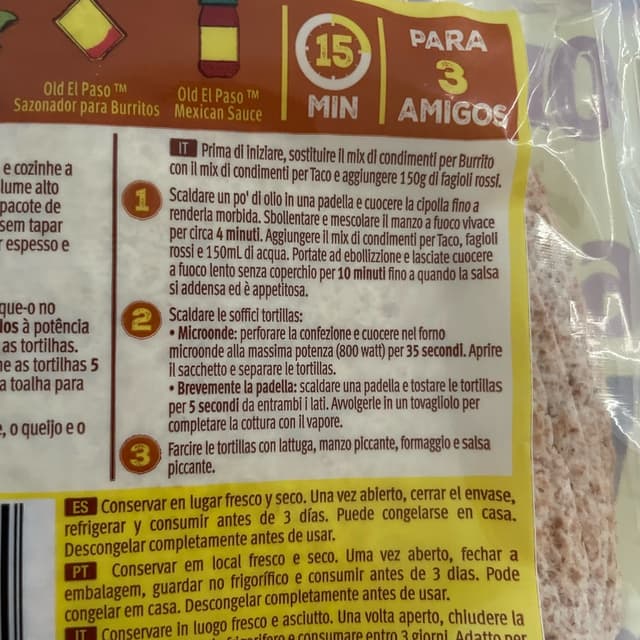 Old El Paso™
Sazonador para Burritos
Old El Paso™
Mexican Sauce
15
MIN
PARA
3
AMIGOS
e cozinhe a
lume alto
pacote de
sem tapar
r espesso e
que-o no
à potência
as tortilhas.
e as tortilhas 5
a toalha para
, o queijo e o
IT Prima di iniziare, sostituire il mix di condimenti per Burrito
con il mix di condimenti per Taco e aggiungere 150g di fagioli rossi.
1 Scaldare un po' di olio in una padella e cuocere la cipolla fino a
renderla morbida. Sbollentare e mescolare il manzo a fuoco vivace
per circa 4 minuti. Aggiungere il mix di condimenti per Taco, fagioli
rossi e 150mL di acqua. Portate ad ebollizione e lasciate cuocere
a fuoco lento senza coperchio per 10 minuti fino a quando la salsa
si addensa ed è appetitosa.
2 Scaldare le soffici tortillas:
• Microonde: perforare la confezione e cuocere nel forno
microonde alla massima potenza (800 watt) per 35 secondi. Aprire
il sacchetto e separare le tortillas.
• Brevemente la padella: scaldare una padella e tostare le tortillas
per 5 secondi da entrambi i lati. Avvolgerle in un tovagliolo per
completare la cottura con il vapore.
3 Farcire le tortillas con lattuga, manzo piccante, formaggio e salsa
piccante.
ES Conservar en lugar fresco y seco. Una vez abierto, cerrar el envase,
refrigerar y consumir antes de 3 días. Puede congelarse en casa.
Descongelar completamente antes de usar.
PT Conservar em local fresco e seco. Uma vez aberto, fechar a
embalagem, guardar no frigorífico e consumir antes de 3 dias. Pode
congelar em casa. Descongelar completamente antes de usar.
IT Conservare in luogo fresco e asciutto. Una volta aperto, chiudere la
e consumare entro 3 giorni. Adatto per